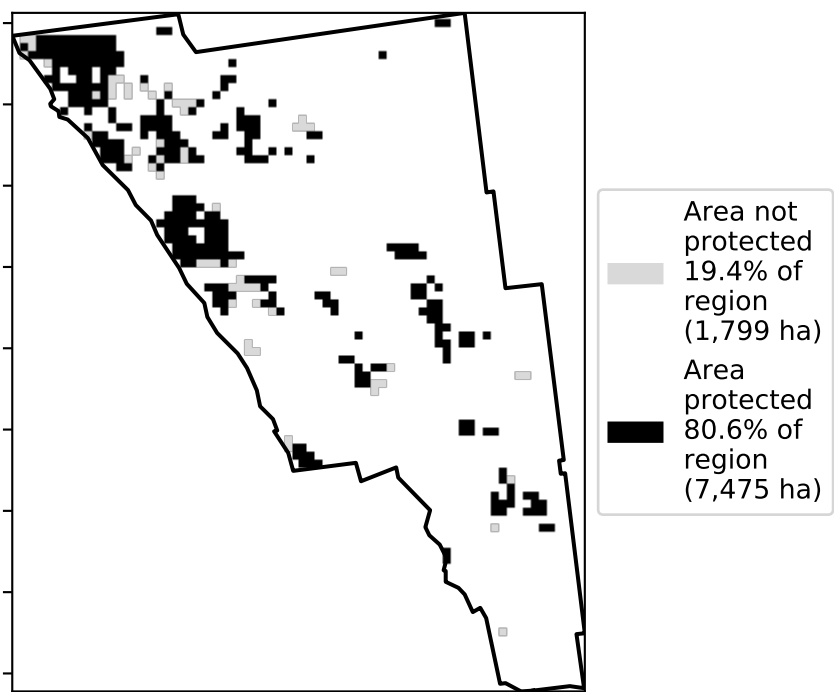 Area not
protected
19.4% of
region
(1,799 ha)
Area
protected
80.6% of
region
(7,475 ha)